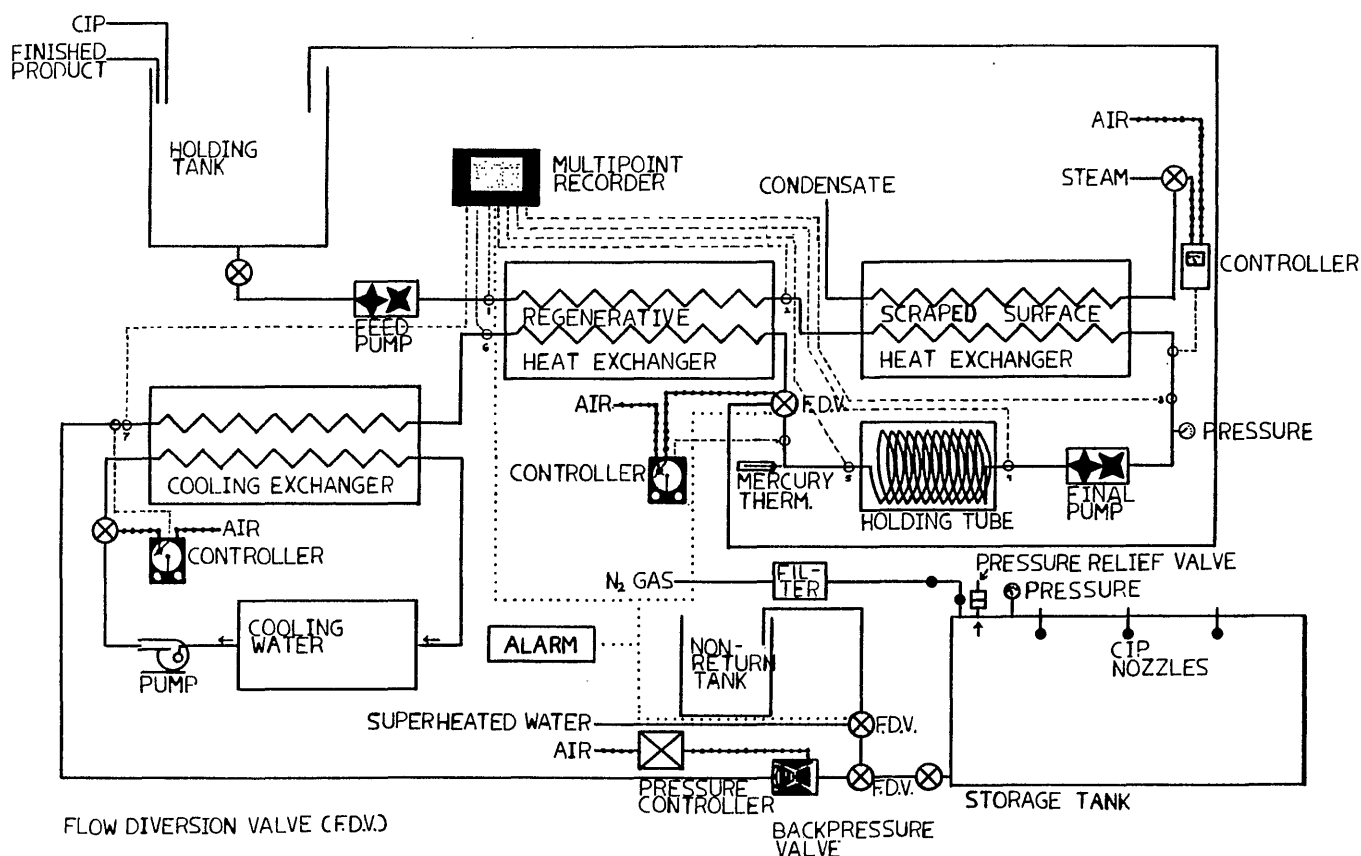 CIP
FINISHED
PRODUCT
HOLDING
TANK
MULTIPOINT
RECORDER
CONDENSATE
AIR
STEAM
CONTROLLER
FEED
PUMP
REGENERATIVE
HEAT EXCHANGER
SCRAPED SURFACE
HEAT EXCHANGER
AIR
F.D.V.
PRESSURE
CONTROLLER
MERCURY
THERM.
HOLDING TUBE
FINAL
PUMP
COOLING EXCHANGER
AIR
CONTROLLER
COOLING
WATER
PUMP
N₂ GAS
FIL-
TER
PRESSURE RELIEF VALVE
PRESSURE
ALARM
NON-
RETURN
TANK
CIP
NOZZLES
SUPERHEATED WATER
F.D.V.
AIR
PRESSURE
CONTROLLER
F.D.V.
STORAGE TANK
BACKPRESSURE
VALVE
FLOW DIVERSION VALVE (F.D.V.)